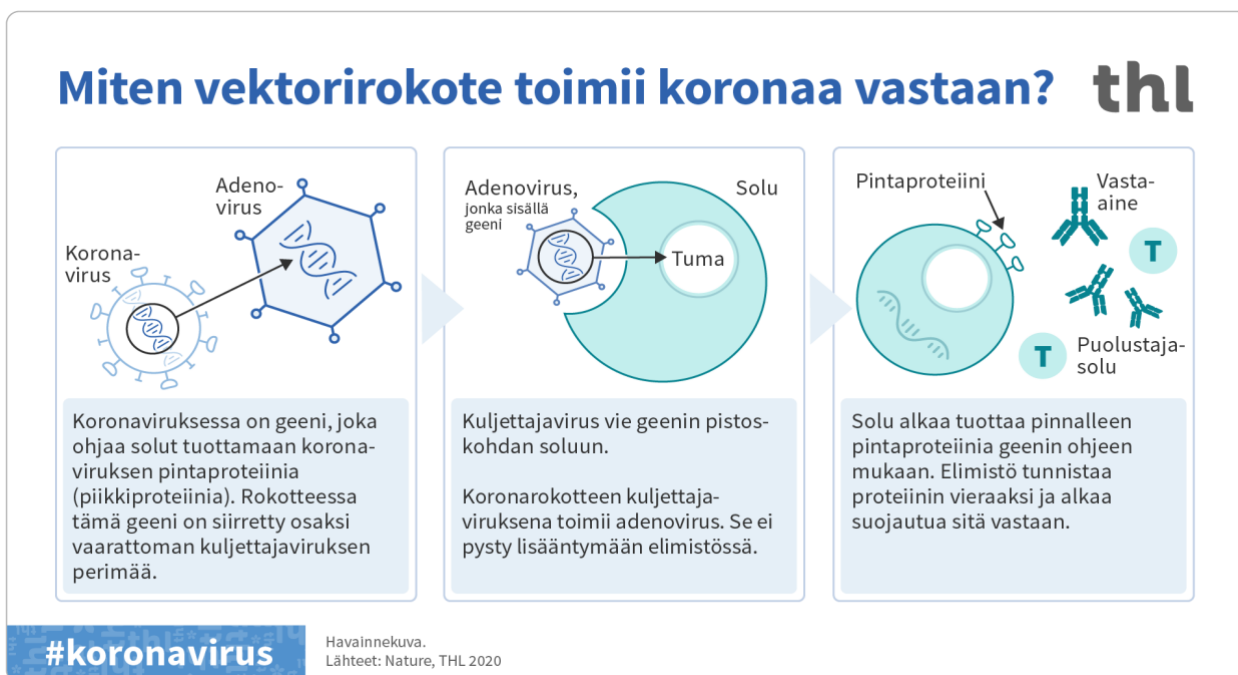 Miten vektorirokote toimii koronaa vastaan?
thl
Adeno-
virus
Korona-
virus
Koronaviruksessa on geeni, joka
ohjaa solut tuottamaan korona-
viruksen pintaproteiinia
(piikkiproteiinia). Rokotteessa
tämä geeni on siirretty osaksi
vaarattoman kuljettajaviruksen
perimää.
Adenovirus,
jonka sisällä
geeni
Solu
Tuma
Kuljettajavirus vie geenin pistos-
kohdan soluun.
Koronarokotteen kuljettaja-
viruksena toimii adenovirus. Se ei
pysty lisääntymään elimistössä.
Pintaproteiini
Vasta-
aine
T
T
Puolustaja-
solu
Solu alkaa tuottaa pinnalleen
pintaproteiinia geenin ohjeen
mukaan. Elimistö tunnistaa
proteiinin vieraaksi ja alkaa
suojautua sitä vastaan.
#koronavirus
Havainnekuva.
Lähteet: Nature, THL 2020